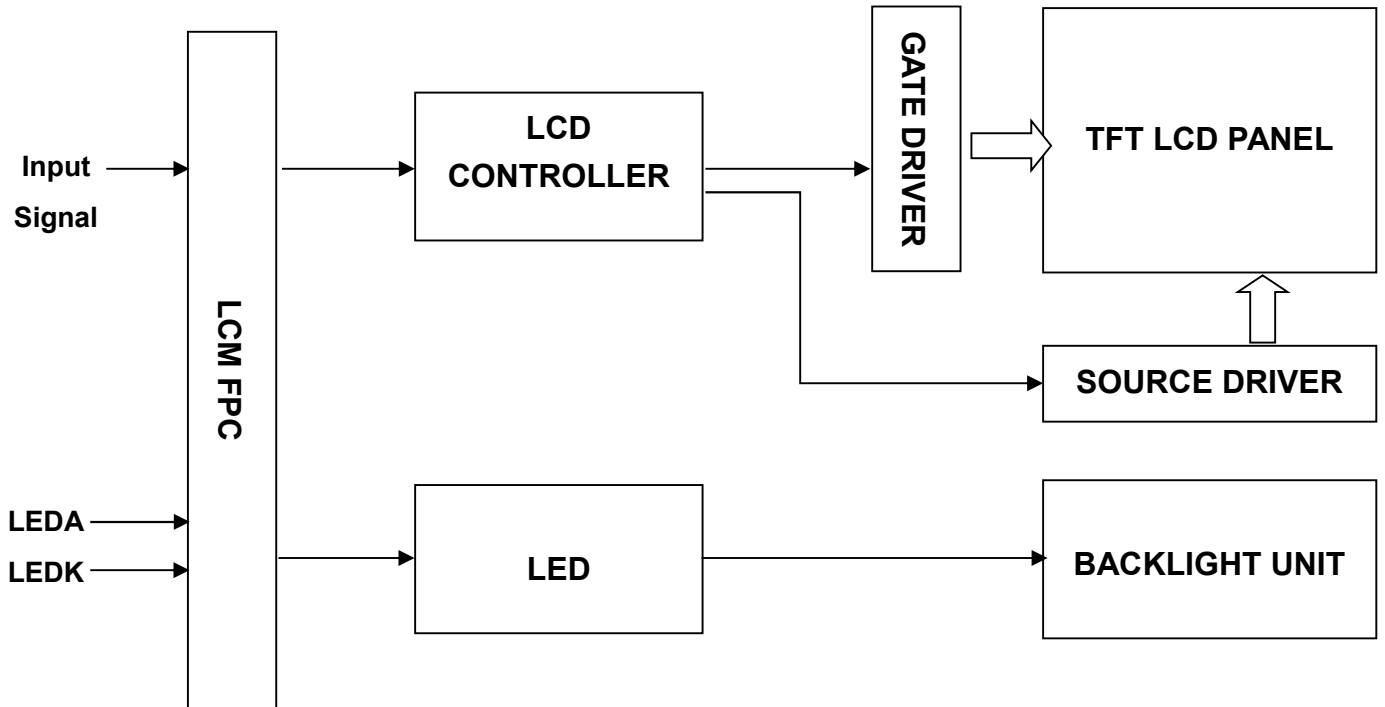 Input
Signal
LEDA
LEDK
LCM FPC
LCD
CONTROLLER
LED
GATE DRIVER
TFT LCD PANEL
SOURCE DRIVER
BACKLIGHT UNIT